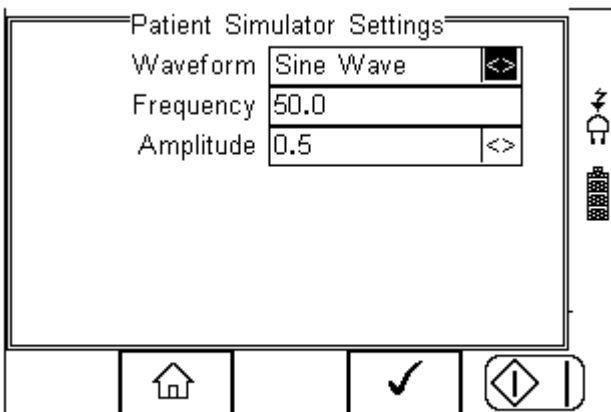 Patient Simulator Settings
Waveform Sine Wave <>
Frequency 50.0
Amplitude 0.5 <>